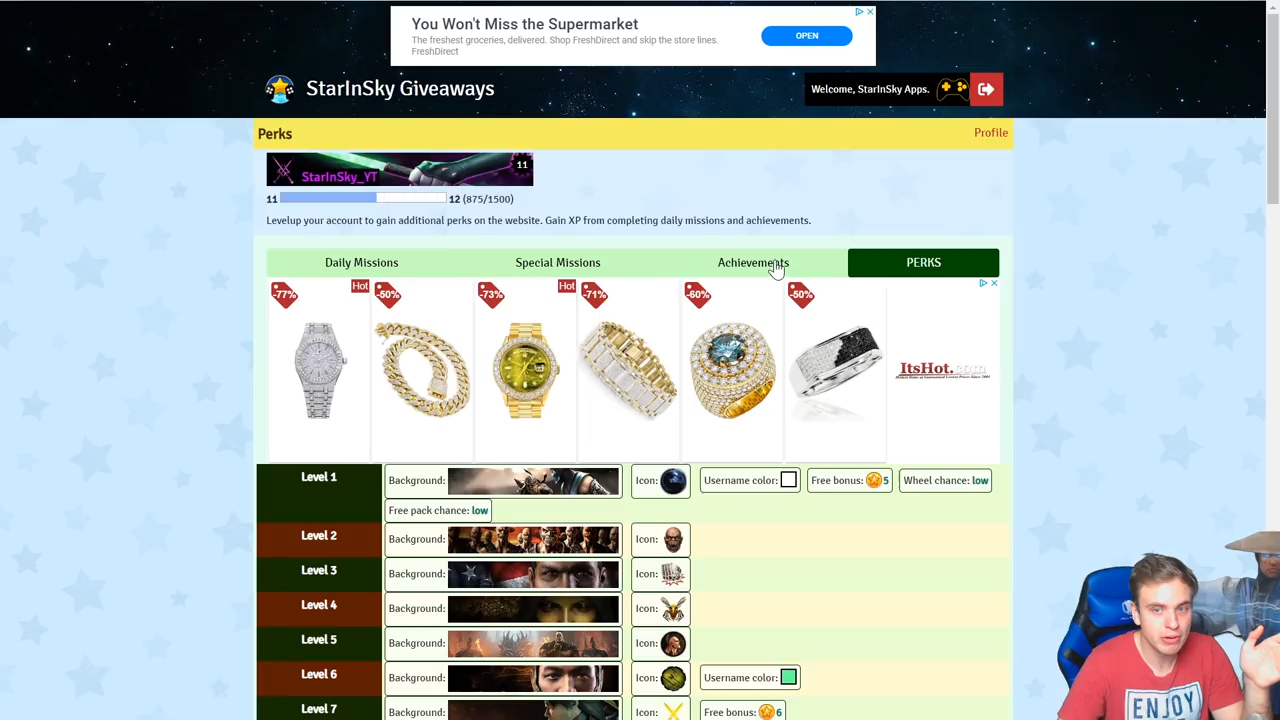 You Won't Miss the Supermarket
The freshest groceries, delivered. Shop FreshDirect and skip the store lines.
FreshDirect
OPEN
StarInSky Giveaways
Welcome, StarInSky Apps.
Perks
Profile
StarInSky_YT
11
11 12 (875/1500)
Levelup your account to gain additional perks on the website. Gain XP from completing daily missions and achievements.
Daily Missions Special Missions Achievements PERKS
-77% Hot -50% -73% Hot -71% -60% -50%
ItsHot.com
Level 1 Background: Icon: Username color: Free bonus: 5 Wheel chance: low
Free pack chance: low
Level 2 Background: Icon:
Level 3 Background: Icon:
Level 4 Background: Icon:
Level 5 Background: Icon:
Level 6 Background: Icon: Username color:
Level 7 Background: Icon: Free bonus: 6
ENJOY